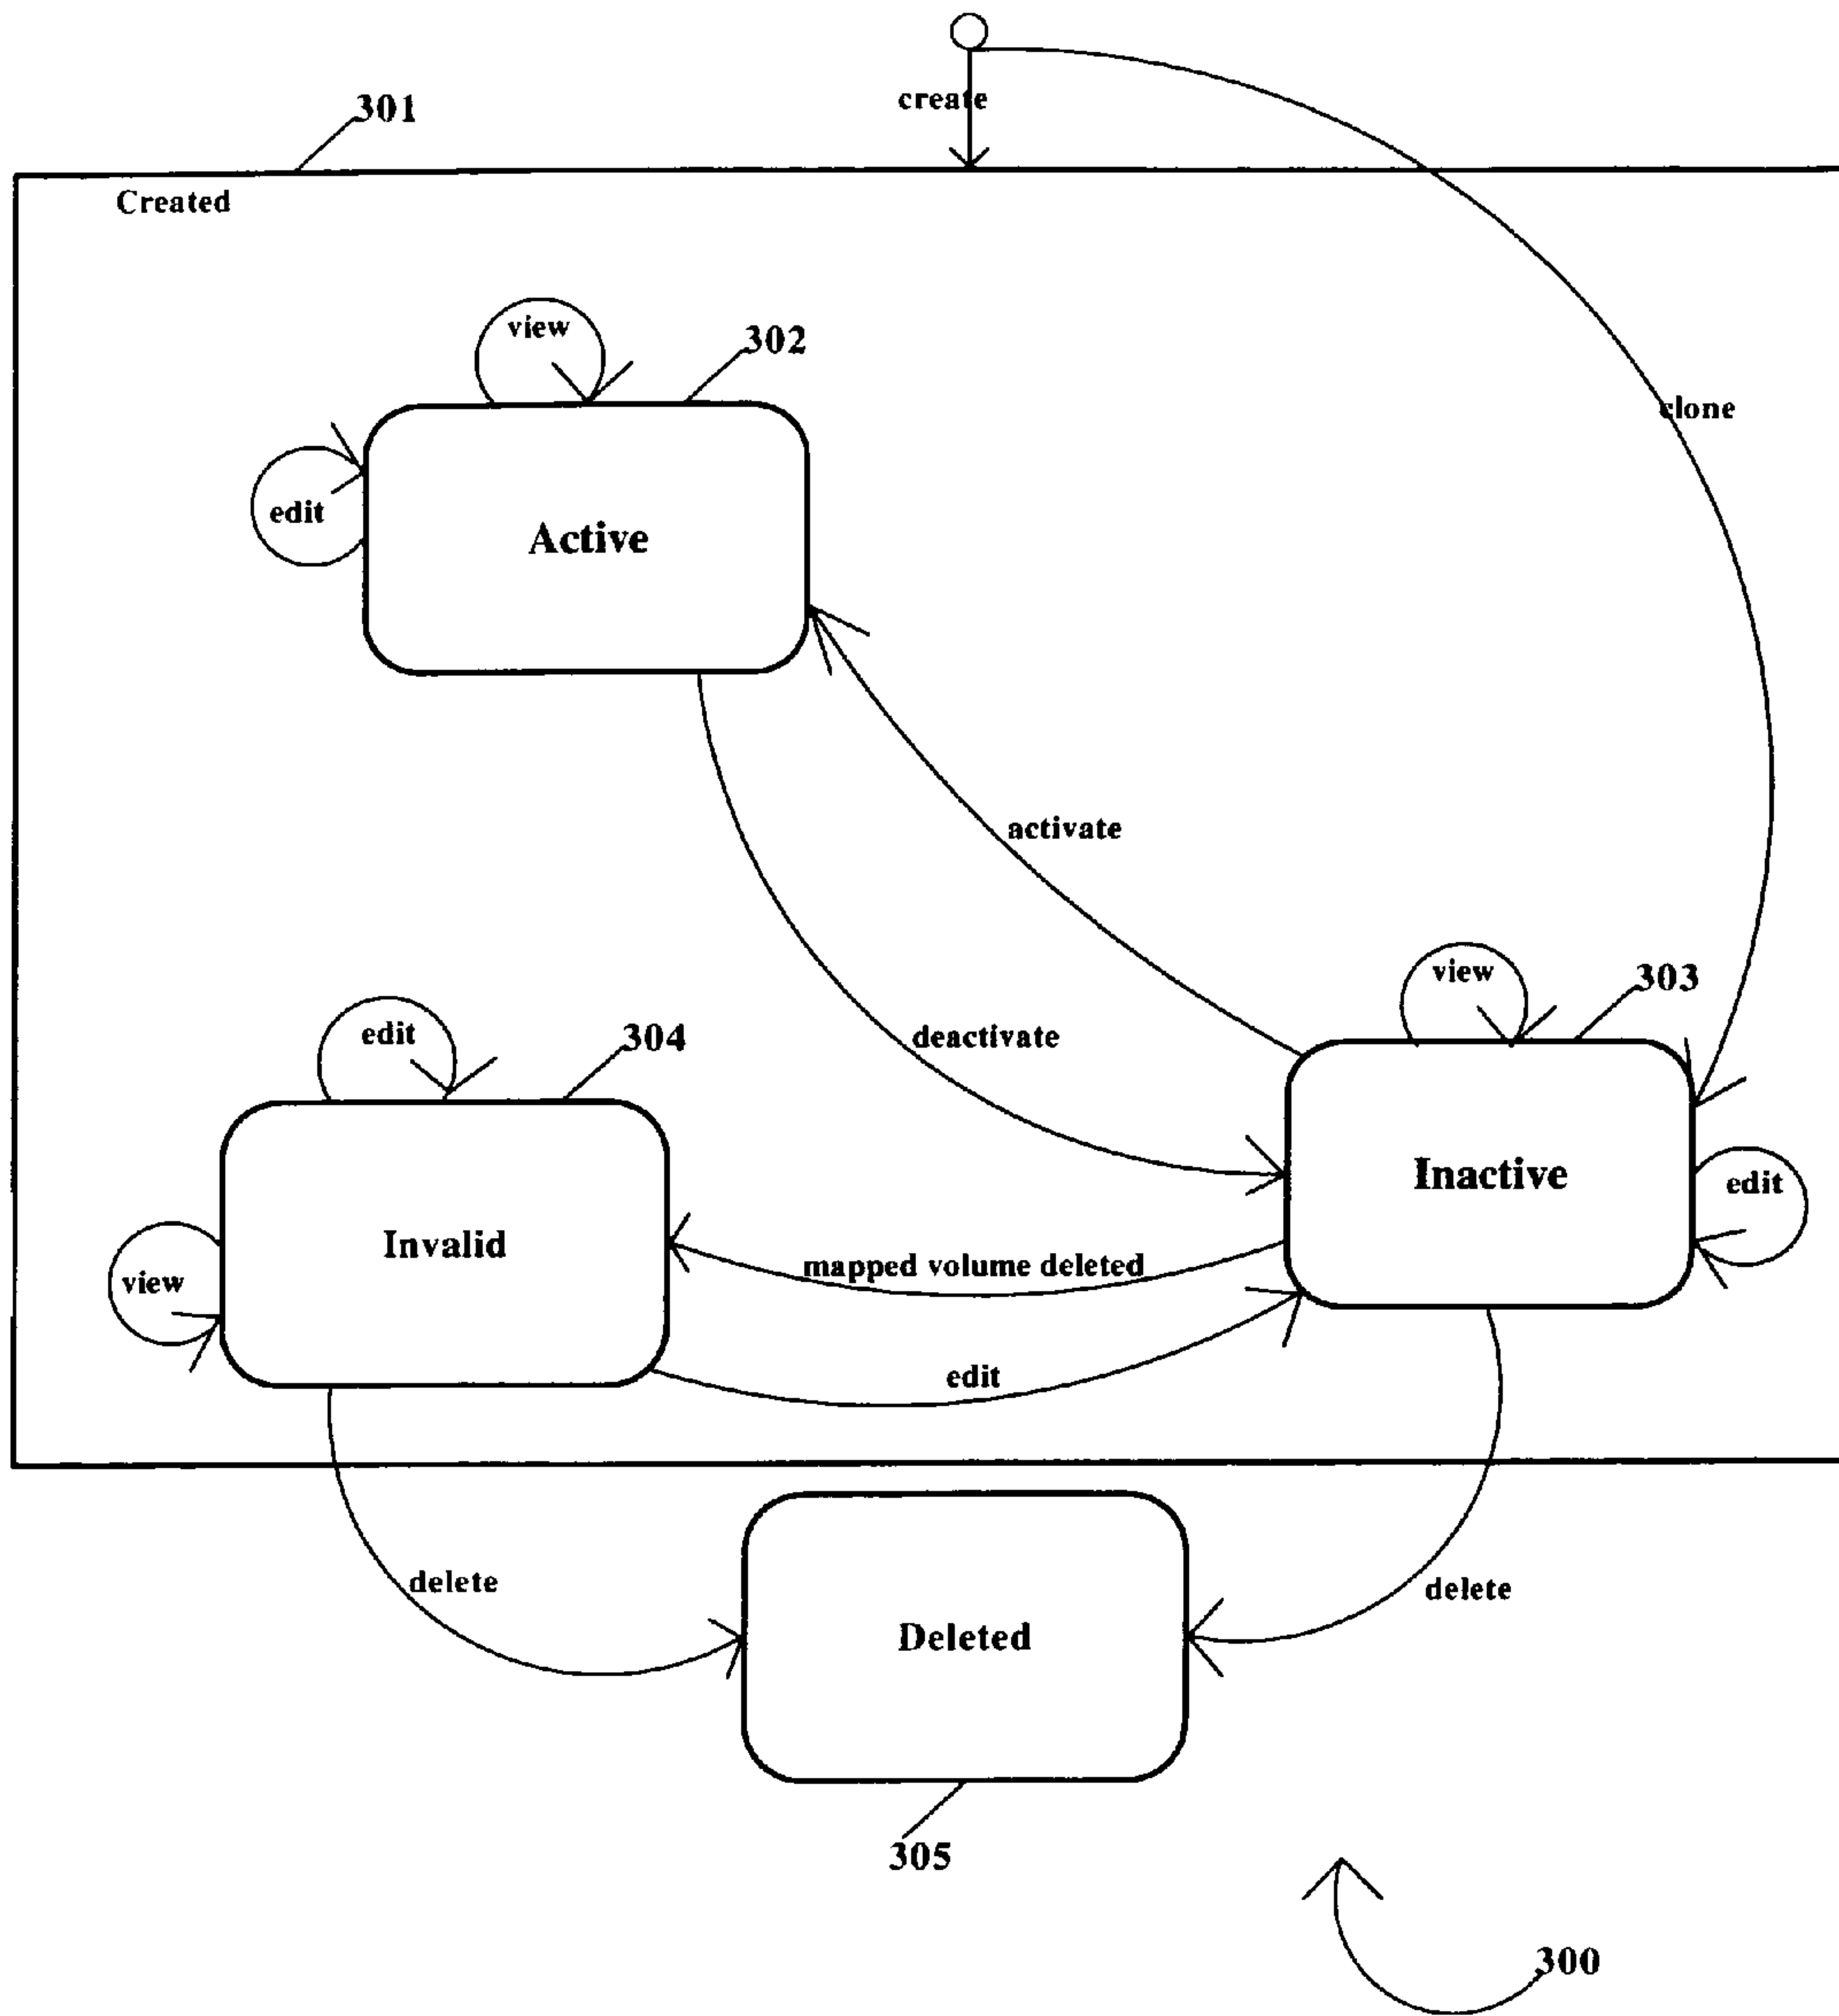 create
301
Created
view
302
clone
edit
Active
activate
view
303
edit
304
deactivate
Inactive
edit
Invalid
mapped volume deleted
view
edit
delete
delete
Deleted
305
300